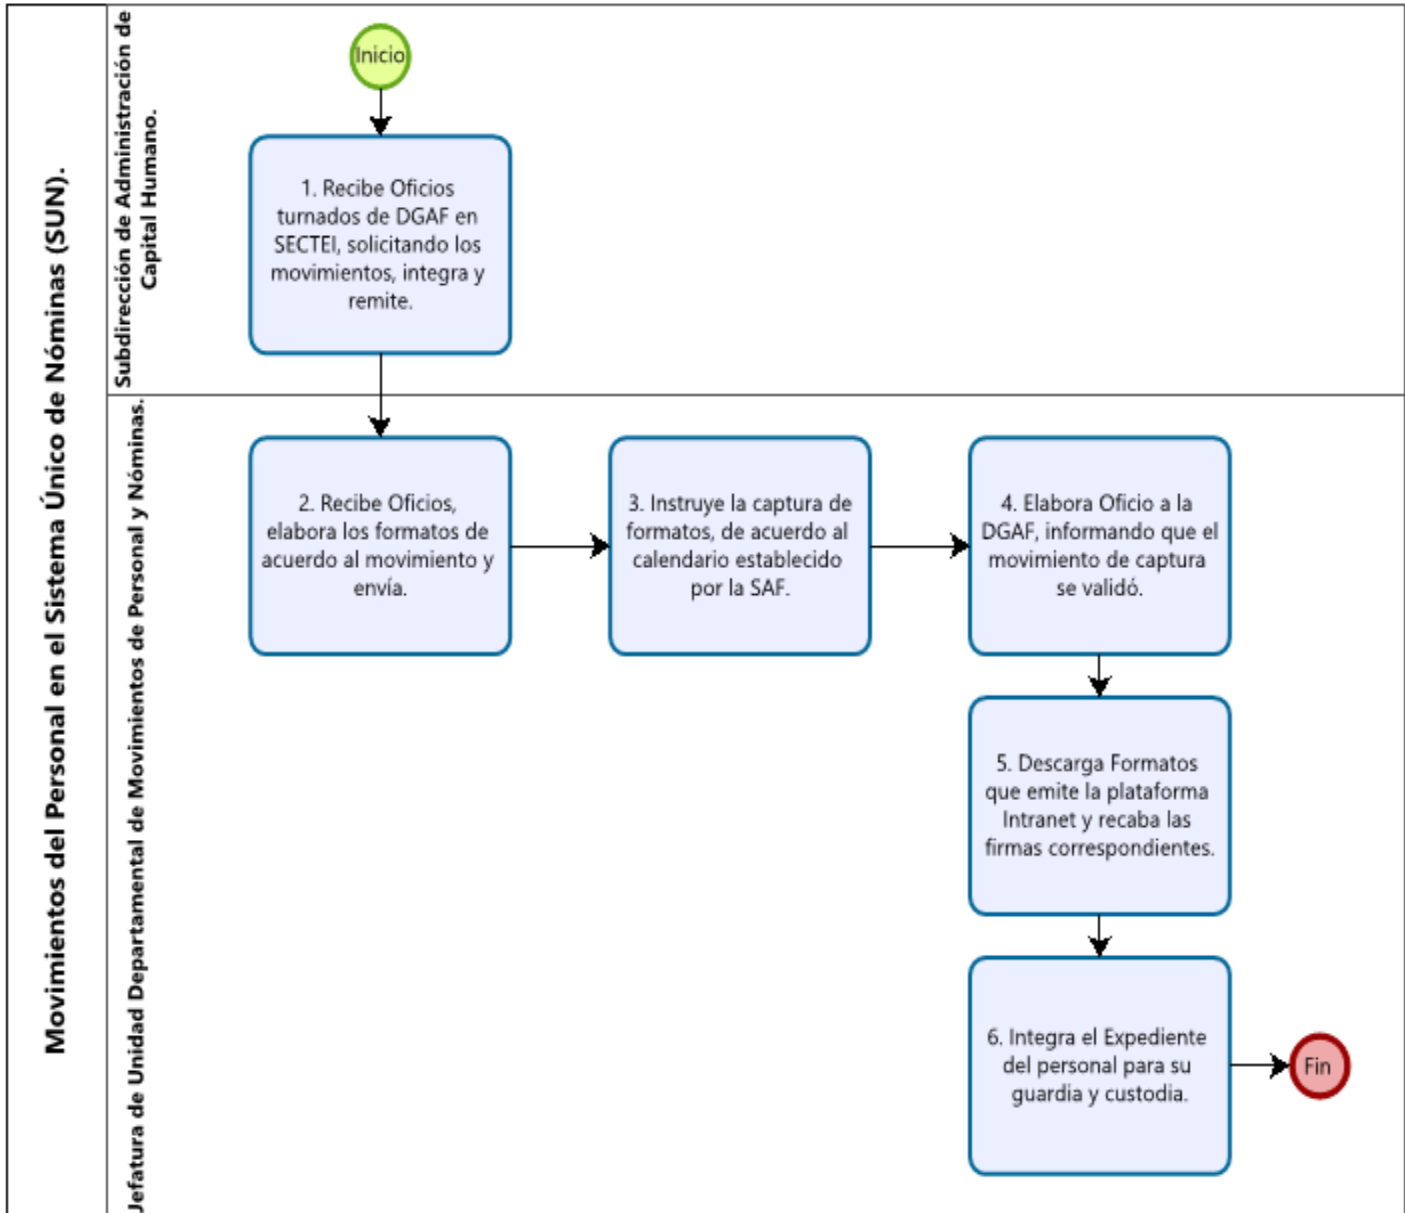 Movimientos del Personal en el Sistema Único de Nóminas (SUN).
Subdirección de Administración de
Capital Humano.
Inicio
1. Recibe Oficios
turnados de DGAF en
SECTEI, solicitando los
movimientos, integra y
remite.
Jefatura de Unidad Departamental de Movimientos de Personal y Nóminas.
2. Recibe Oficios,
elabora los formatos de
acuerdo al movimiento y
envía.
3. Instruye la captura de
formatos, de acuerdo al
calendario establecido
por la SAF.
4. Elabora Oficio a la
DGAF, informando que el
movimiento de captura
se validó.
5. Descarga Formatos
que emite la plataforma
Intranet y recaba las
firmas correspondientes.
6. Integra el Expediente
del personal para su
guardia y custodia.
Fin